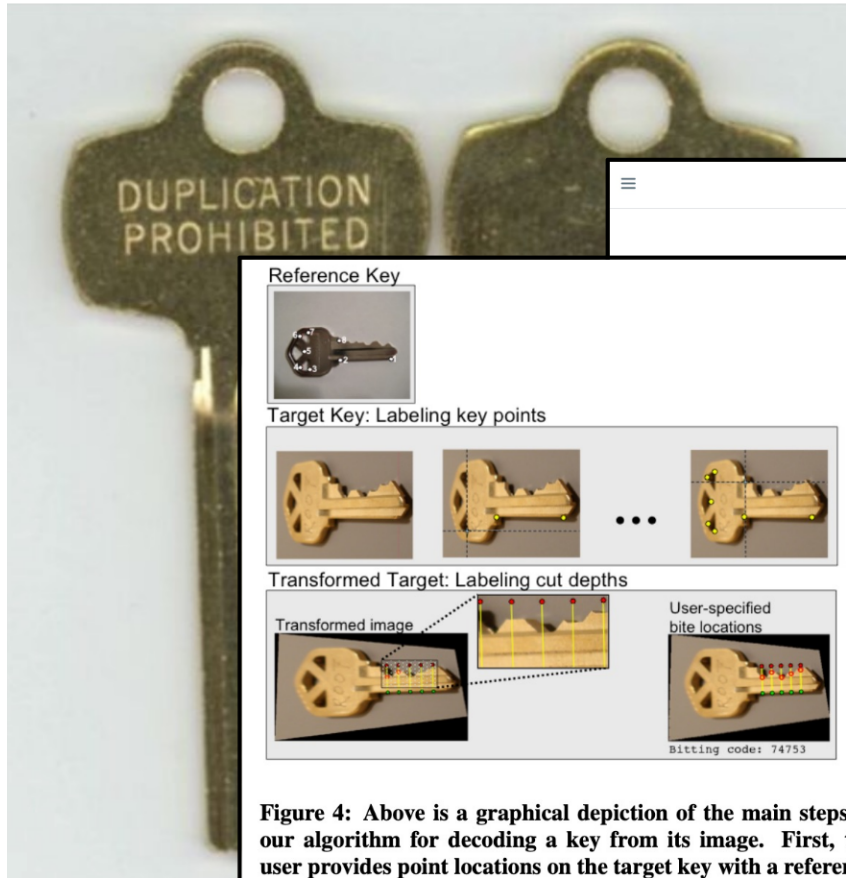 DUPLICATION
PROHIBITED
Reference Key
Target Key: Labeling key points
Transformed Target: Labeling cut depths
Transformed image
User-specified
bite locations
Bitting code: 74753
Figure 4: Above is a graphical depiction of the main steps
our algorithm for decoding a key from its image. First,
user provides point locations on the target key with a referen